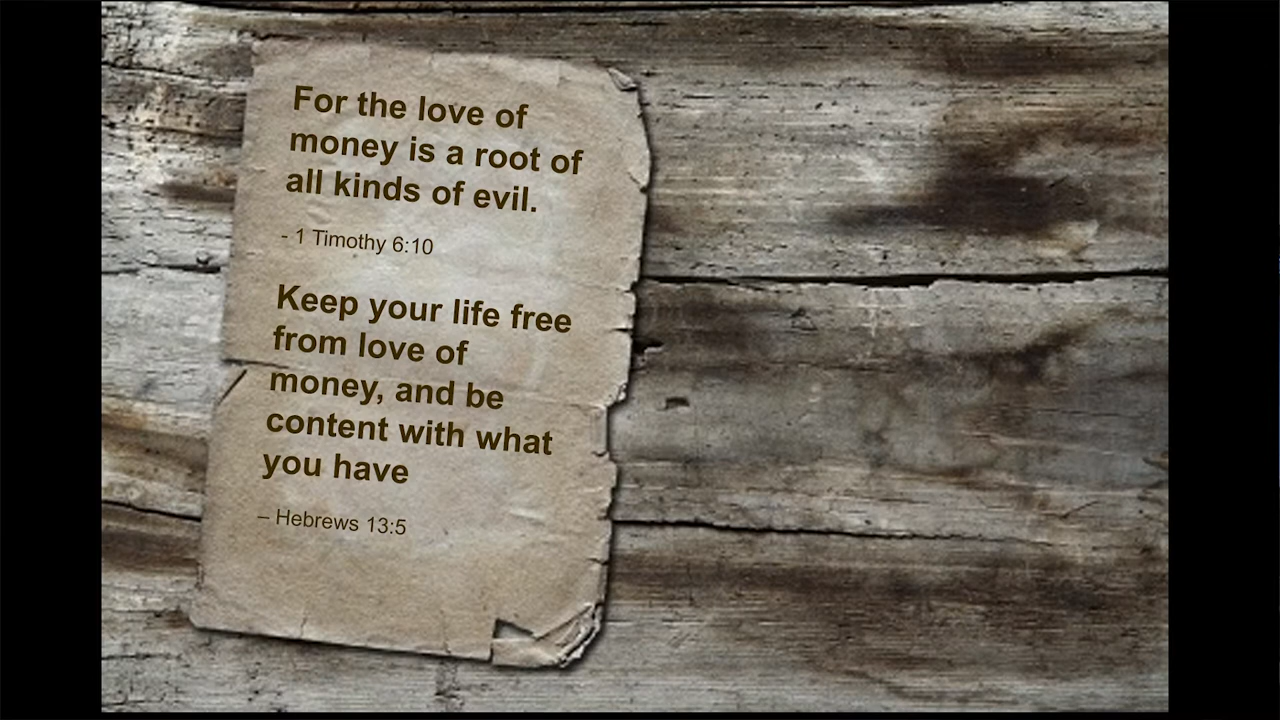 For the love of
money is a root of
all kinds of evil.
- 1 Timothy 6:10
Keep your life free
from love of
money, and be
content with what
you have
– Hebrews 13:5